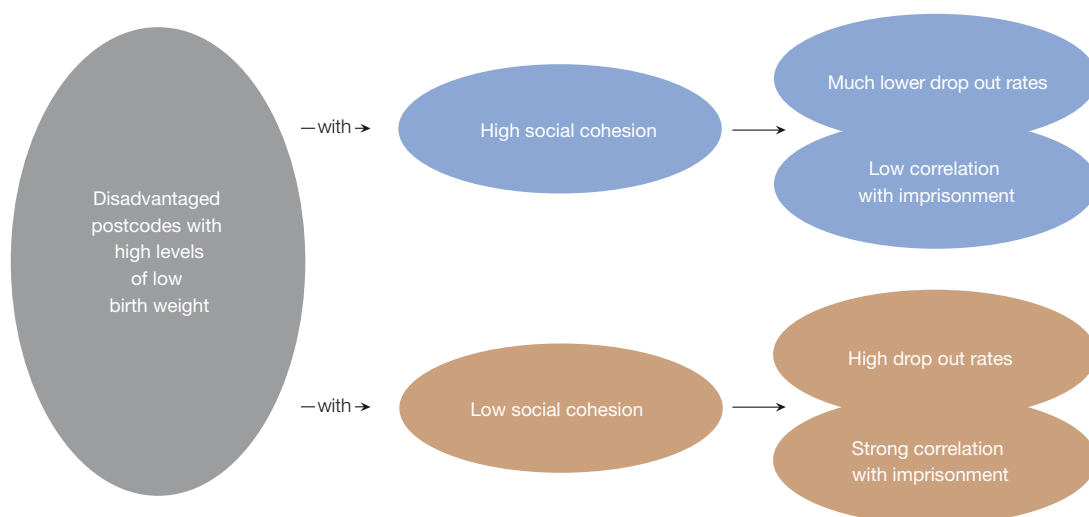 Disadvantaged
postcodes with
high levels
of low
birth weight
with
High social cohesion
Much lower drop out rates
Low correlation
with imprisonment
with
Low social cohesion
High drop out rates
Strong correlation
with imprisonment